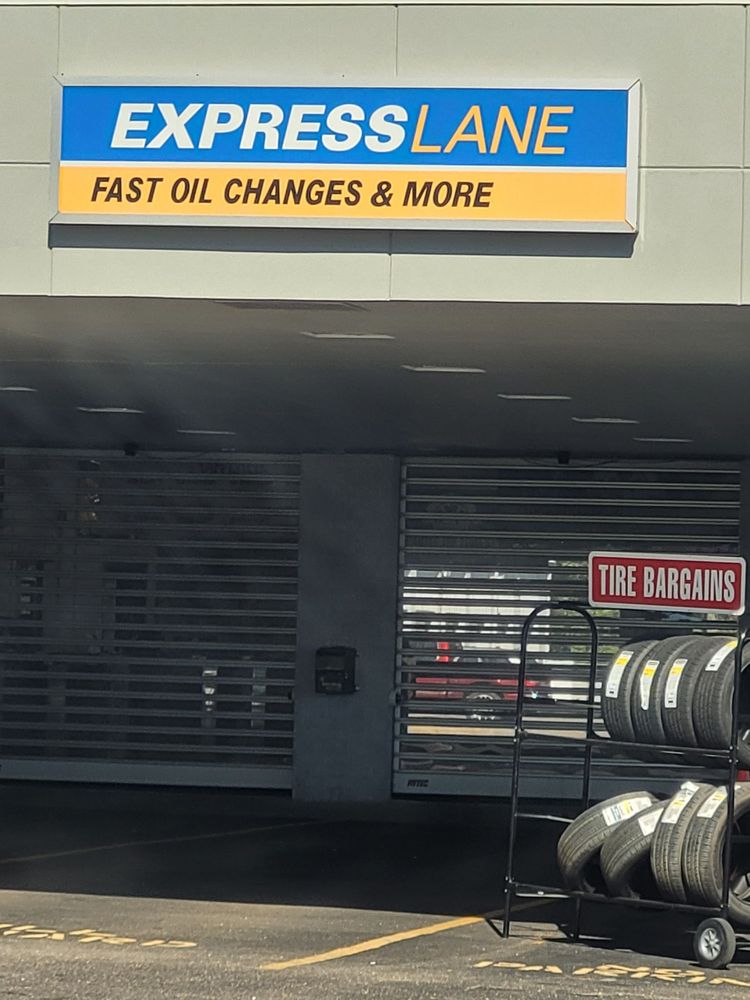 EXPRESSLANE
FAST OIL CHANGES & MORE
TIRE BARGAINS